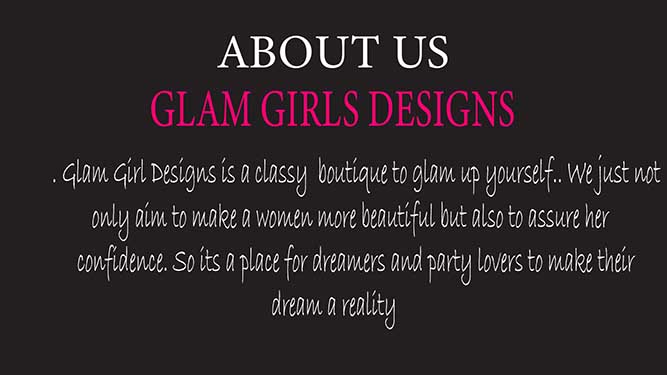 ABOUT US
GLAM GIRLS DESIGNS
. Glam Girl Designs is a classy boutique to glam up yourself.. We just not
only aim to make a women more beautiful but also to assure her
confidence. So its a place for dreamers and party lovers to make their
dream a reality